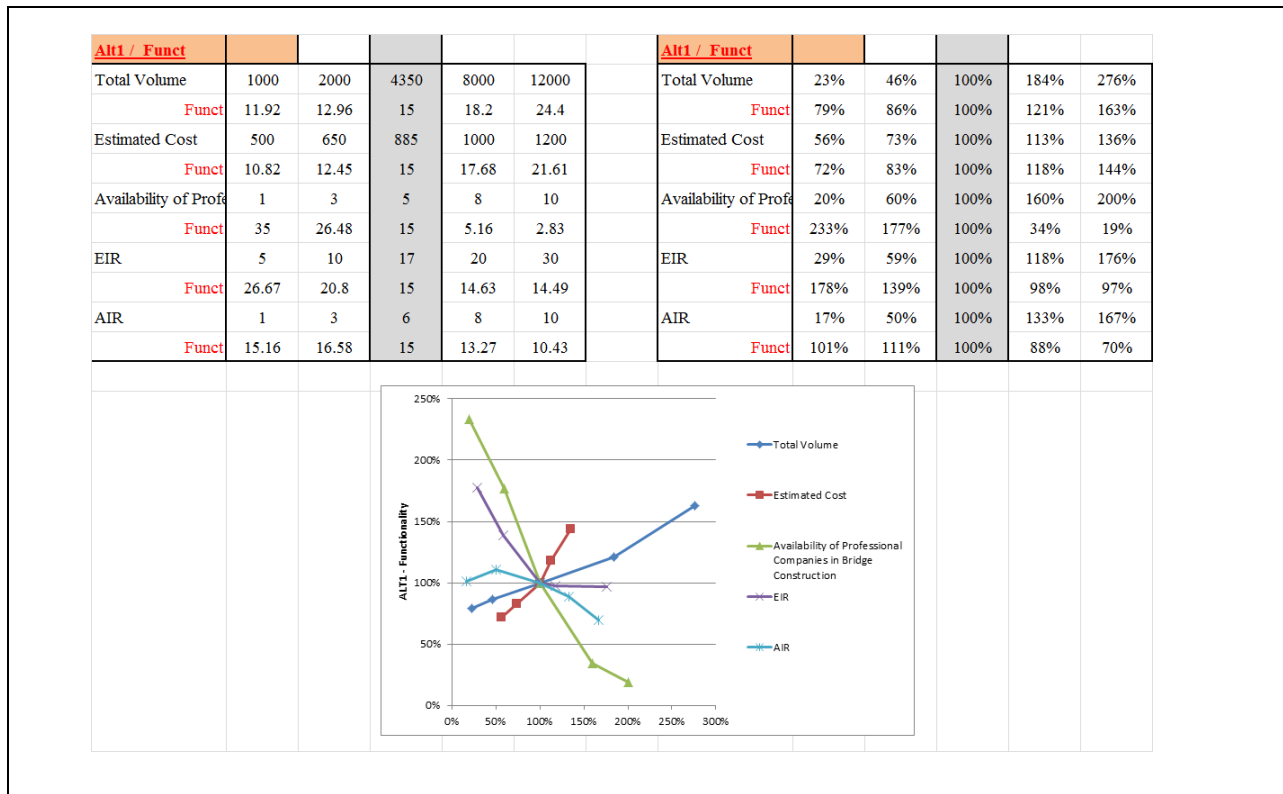 Alt1 / Funct Alt1 / Funct
Total Volume 1000 2000 4350 8000 12000 Total Volume 23% 46% 100% 184% 276%
Funct 11.92 12.96 15 18.2 24.4 Funct 79% 86% 100% 121% 163%
Estimated Cost 500 650 885 1000 1200 Estimated Cost 56% 73% 100% 113% 136%
Funct 10.82 12.45 15 17.68 21.61 Funct 72% 83% 100% 118% 144%
Availability of Profe 1 3 5 8 10 Availability of Profe 20% 60% 100% 160% 200%
Funct 35 26.48 15 5.16 2.83 Funct 233% 177% 100% 34% 19%
EIR 5 10 17 20 30 EIR 29% 59% 100% 118% 176%
Funct 26.67 20.8 15 14.63 14.49 Funct 178% 139% 100% 98% 97%
AIR 1 3 6 8 10 AIR 17% 50% 100% 133% 167%
Funct 15.16 16.58 15 13.27 10.43 Funct 101% 111% 100% 88% 70%
ALT1 - Functionality
250%
200%
150%
100%
50%
0%
0% 50% 100% 150% 200% 250% 300%
Total Volume
Estimated Cost
Availability of Professional
Companies in Bridge
Construction
EIR
AIR